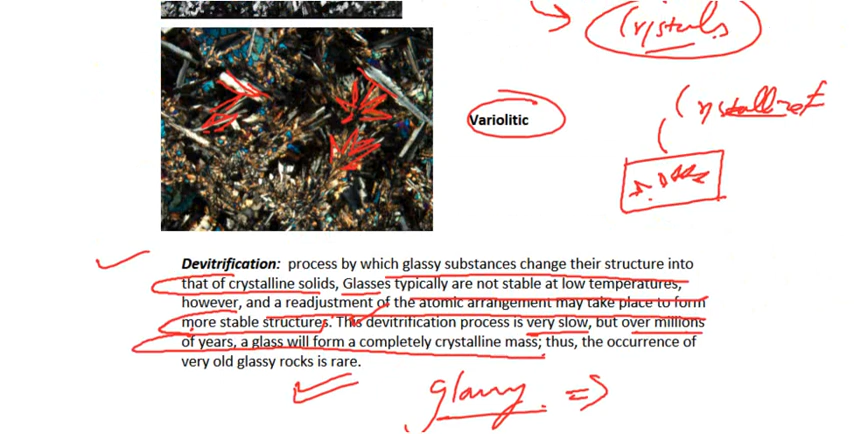 Crystals
Variolitic
Crystallites
Devitrification: process by which glassy substances change their structure into
that of crystalline solids, Glasses typically are not stable at low temperatures,
however, and a readjustment of the atomic arrangement may take place to form
more stable structures. This devitrification process is very slow, but over millions
of years, a glass will form a completely crystalline mass; thus, the occurrence of
very old glassy rocks is rare.
glassy =>